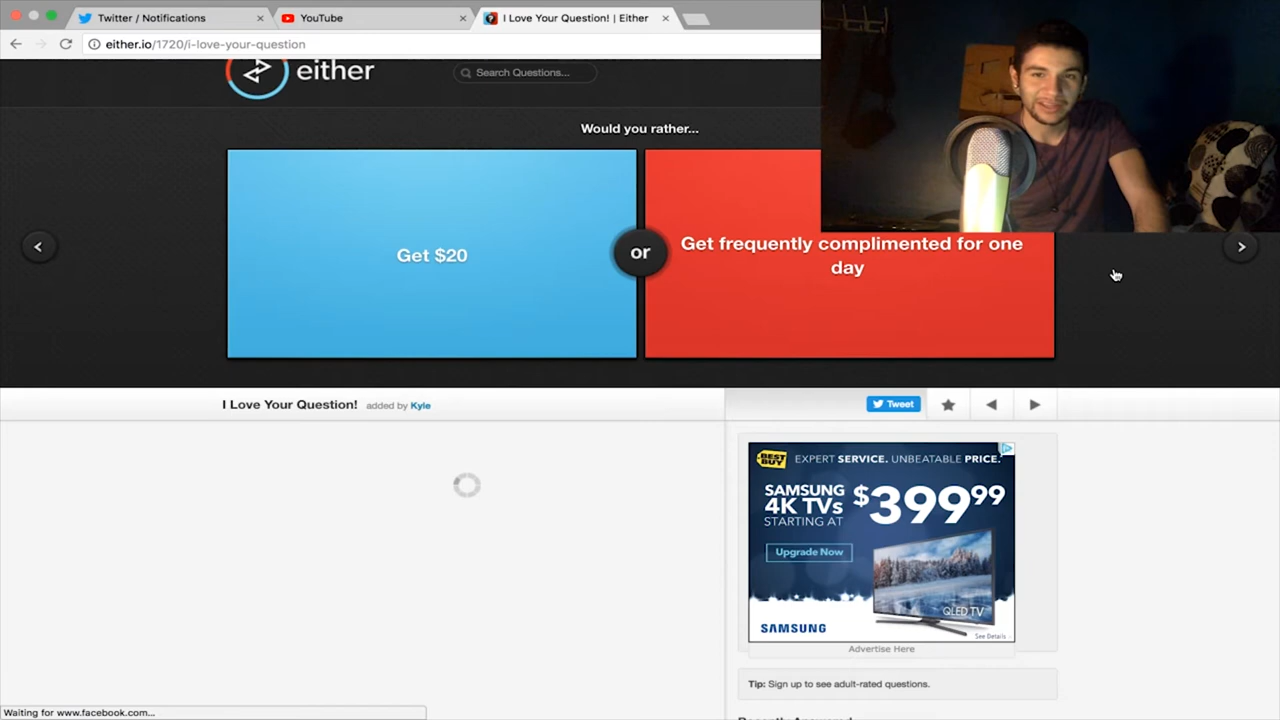 Twitter / Notifications
YouTube
I Love Your Question! | Either
either.io/1720/i-love-your-question
either
Search Questions...
Would you rather...
Get $20
or
Get frequently complimented for one
day
I Love Your Question! added by Kyle
Tweet
BEST BUY
EXPERT SERVICE. UNBEATABLE PRICE.
SAMSUNG
4K TVs
STARTING AT
$399.99
Upgrade Now
QLED TV
SAMSUNG
See Details
Advertise Here
Tip: Sign up to see adult-rated questions.
Waiting for www.facebook.com...
Recently Answered